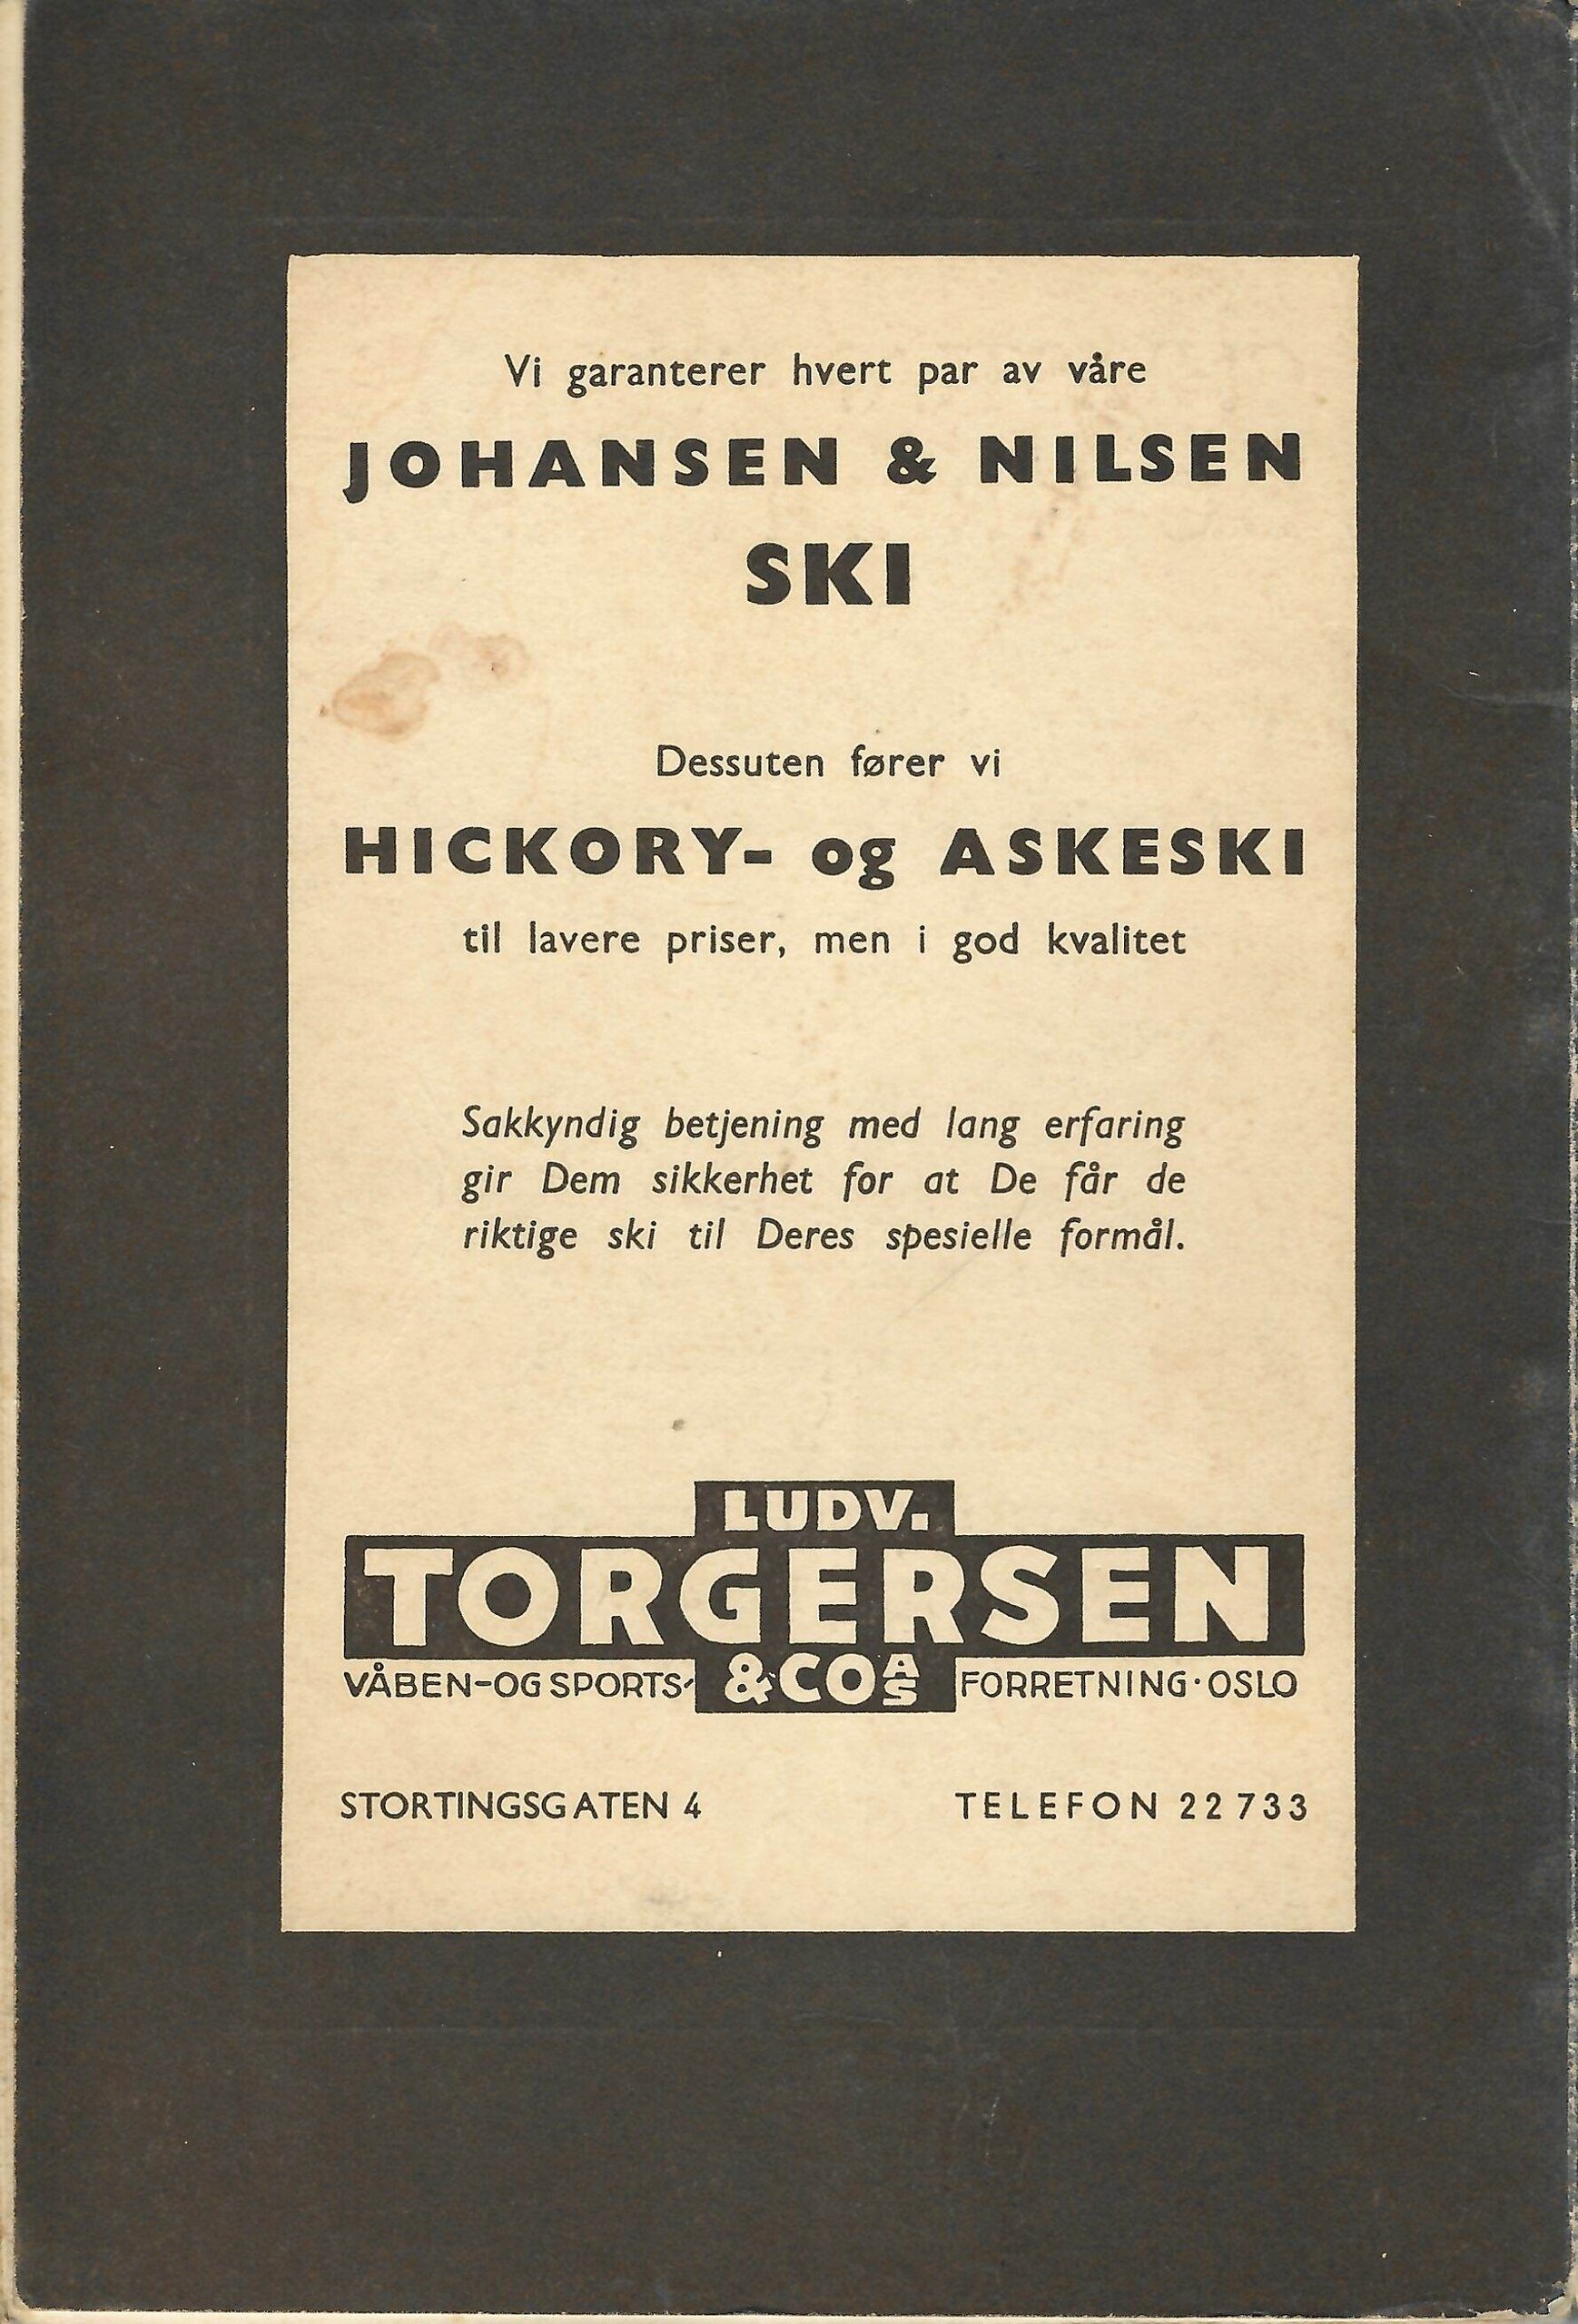 Vi garanterer hvert par av våre
JOHANSEN & NILSEN
SKI
Dessuten fører vi
HICKORY- og ASKESKI
til lavere priser, men i god kvalitet
Sakkyndig betjening med lang erfaring
gir Dem sikkerhet for at De får de
riktige ski til Deres spesielle formål.
LUDV.
TORGERSEN
VÅBEN-OG SPORTS- & CO A/S FORRETNING · OSLO
STORTINGSGATEN 4 TELEFON 22 733